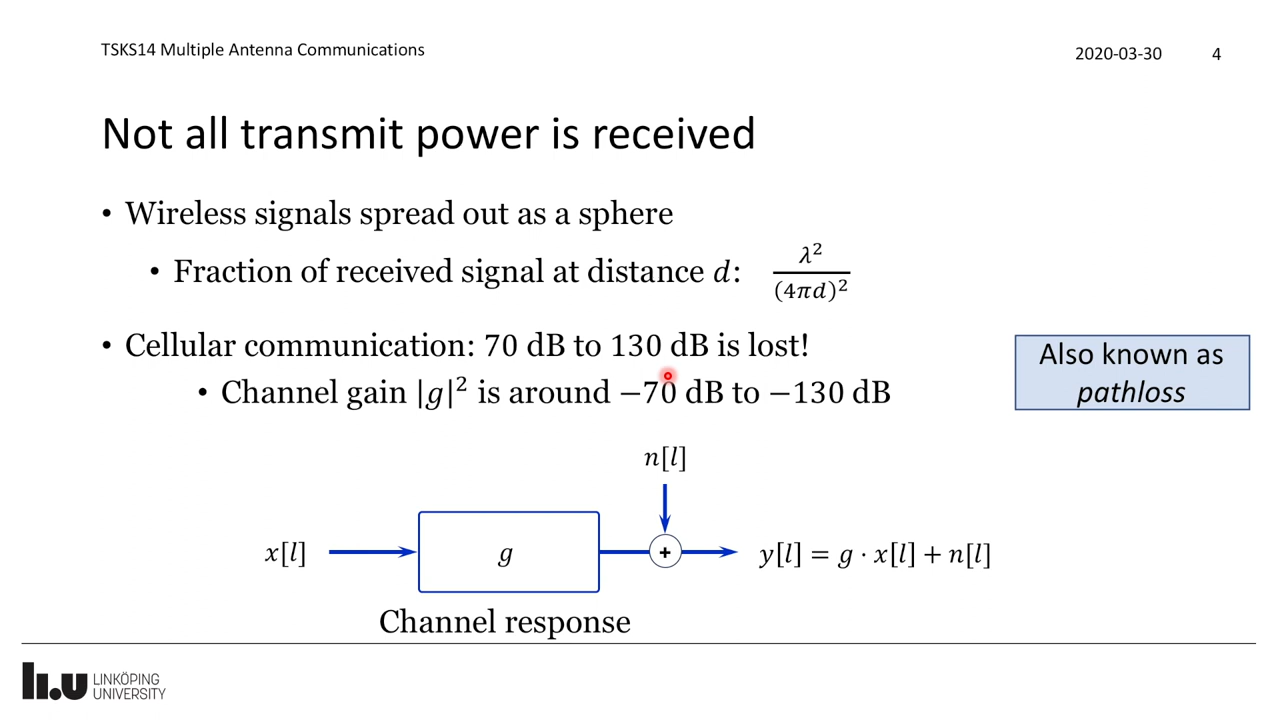 TSKS14 Multiple Antenna Communications
2020-03-30 4
Not all transmit power is received
• Wireless signals spread out as a sphere
• Fraction of received signal at distance 𝑑: 𝜆²/(4𝜋𝑑)²
• Cellular communication: 70 dB to 130 dB is lost!
• Channel gain |𝑔|² is around −70 dB to −130 dB
Also known as
pathloss
𝑛[𝑙]
𝑥[𝑙]
𝑔
+
𝑦[𝑙] = 𝑔 · 𝑥[𝑙] + 𝑛[𝑙]
Channel response
li.u LINKÖPING
UNIVERSITY